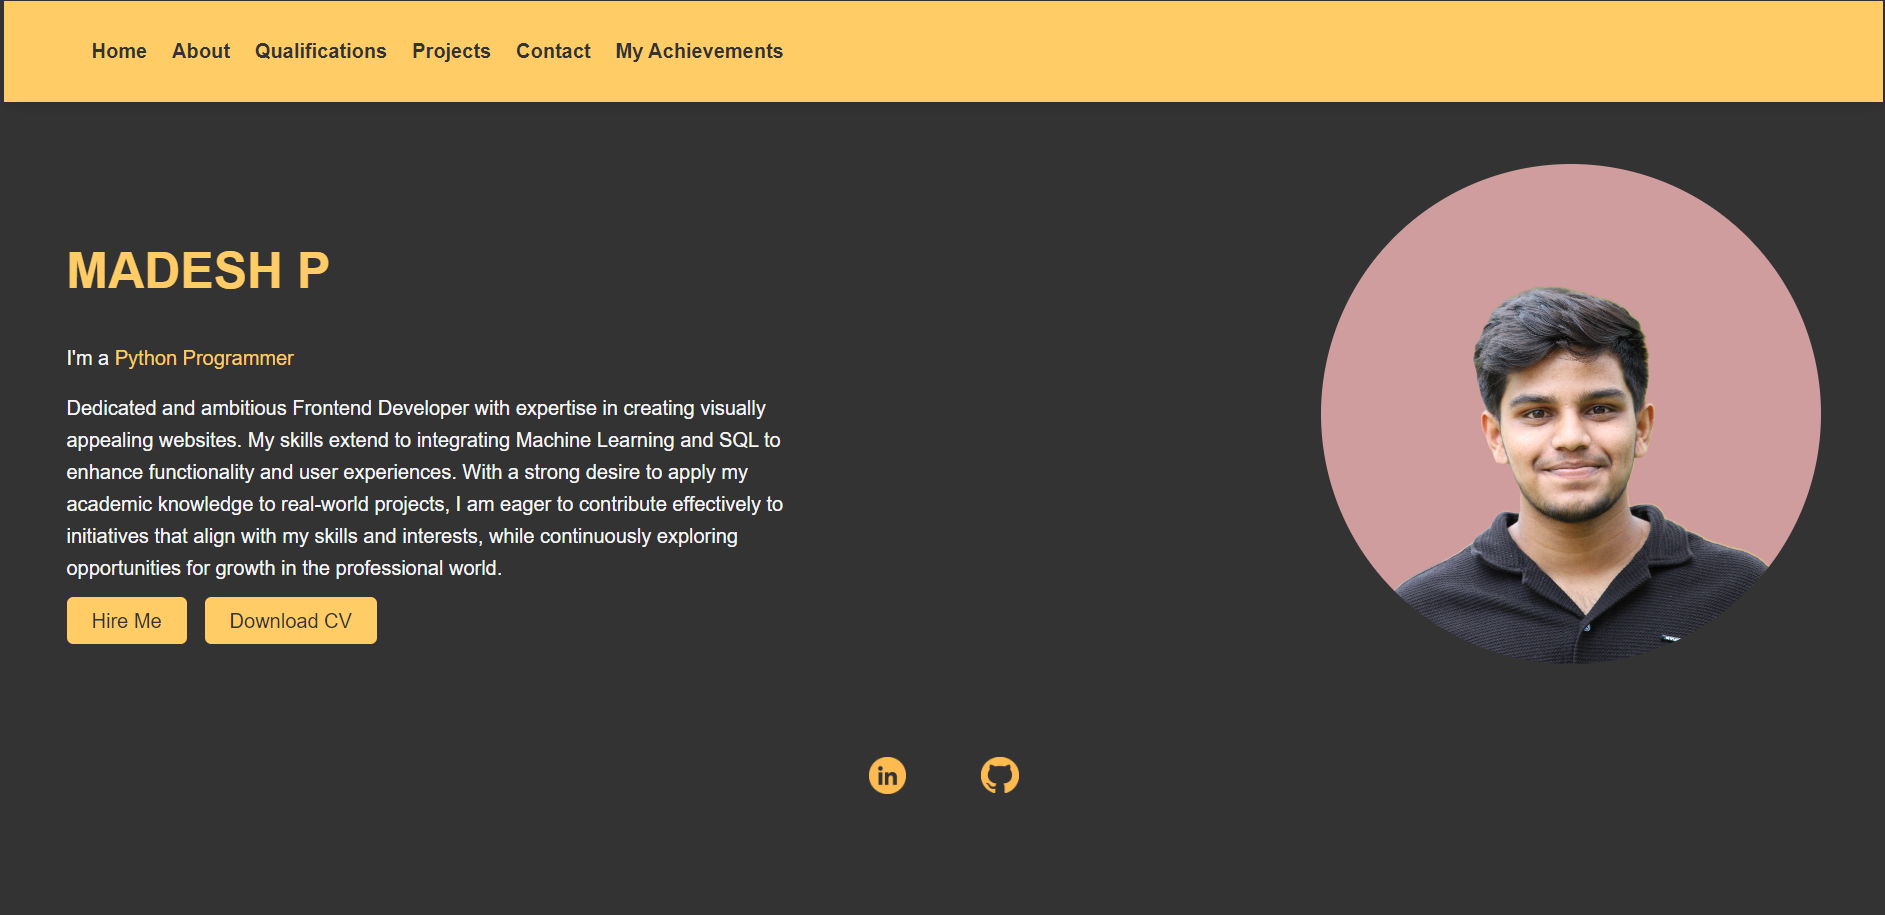 Home About Qualifications Projects Contact My Achievements
MADESH P
I'm a Python Programmer
Dedicated and ambitious Frontend Developer with expertise in creating visually
appealing websites. My skills extend to integrating Machine Learning and SQL to
enhance functionality and user experiences. With a strong desire to apply my
academic knowledge to real-world projects, I am eager to contribute effectively to
initiatives that align with my skills and interests, while continuously exploring
opportunities for growth in the professional world.
Hire Me Download CV
in